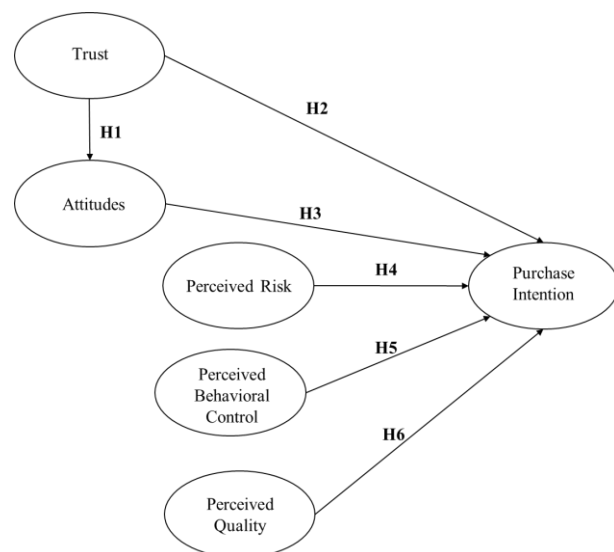 Trust
H2
H1
Attitudes
H3
Perceived Risk
H4
Purchase
Intention
H5
Perceived
Behavioral
Control
H6
Perceived
Quality